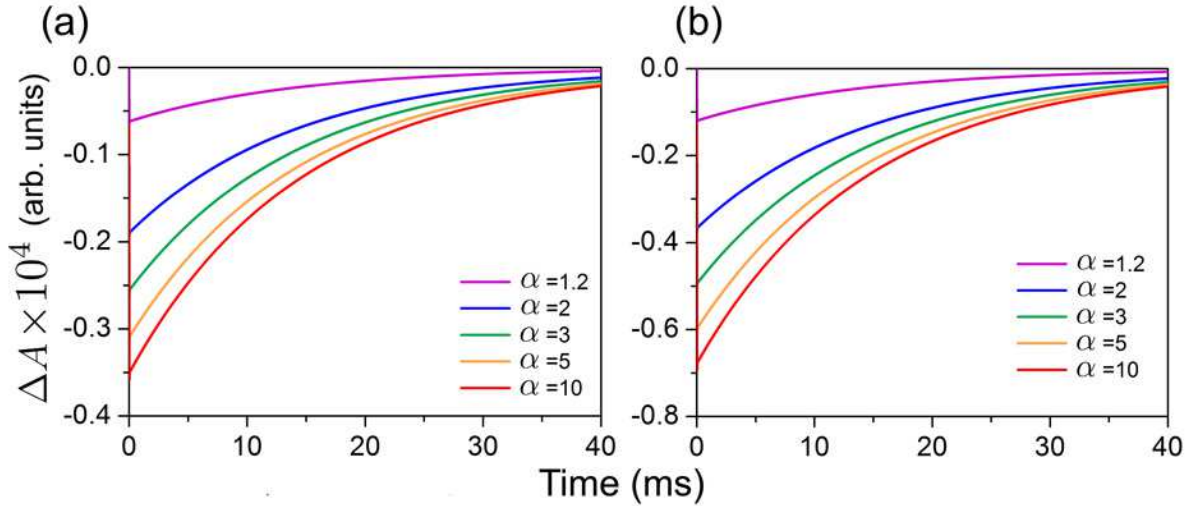 (a)
(b)
ΔA × 10⁴ (arb. units)
0.0
-0.1
-0.2
-0.3
-0.4
0 10 20 30 40
α =1.2
α =2
α =3
α =5
α =10
0.0
-0.2
-0.4
-0.6
-0.8
0 10 20 30 40
α =1.2
α =2
α =3
α =5
α =10
Time (ms)